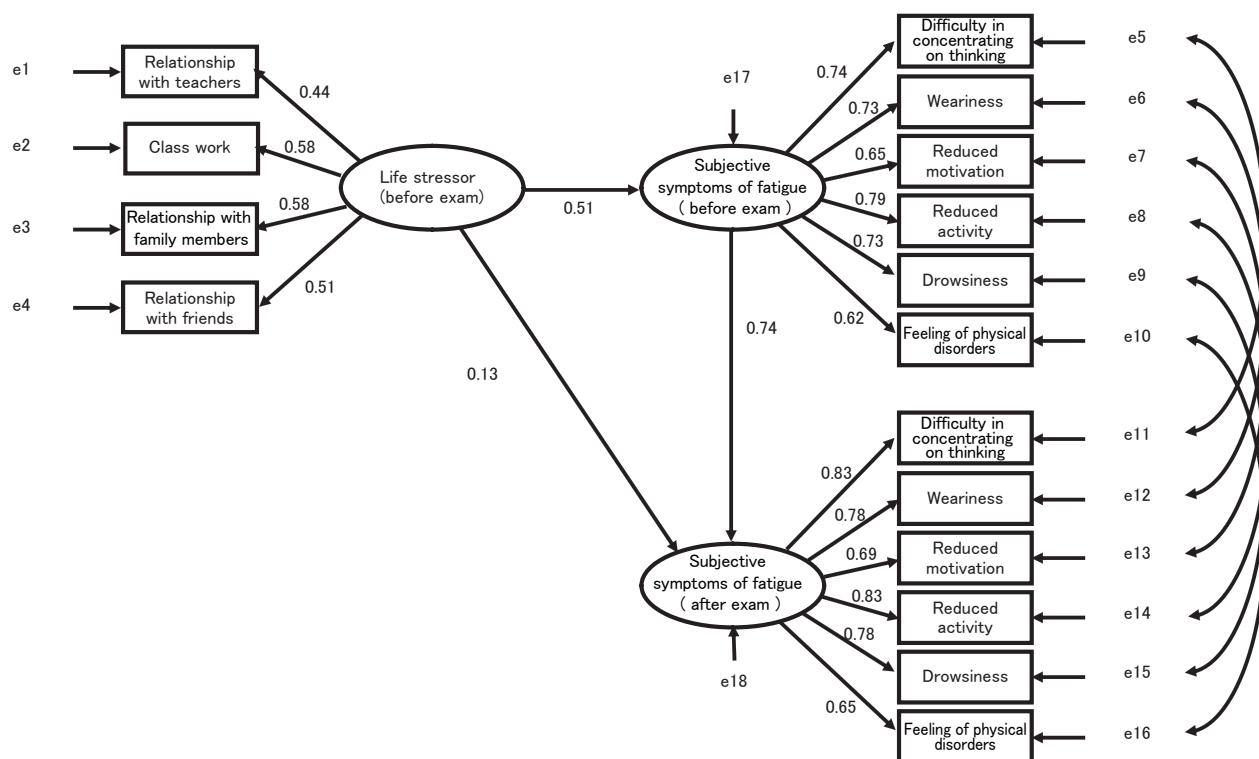 e1
Relationship
with teachers
0.44
e2
Class work
0.58
e3
Relationship with
family members
0.58
e4
Relationship
with friends
0.51
Life stressor
(before exam)
0.51
0.13
e17
Subjective
symptoms of fatigue
( before exam )
0.74
0.74
Difficulty in
concentrating
on thinking
e5
0.73
Weariness
e6
0.65
Reduced
motivation
e7
0.79
Reduced
activity
e8
0.73
Drowsiness
e9
0.62
Feeling of physical
disorders
e10
Subjective
symptoms of fatigue
( after exam )
e18
0.83
Difficulty in
concentrating
on thinking
e11
0.78
Weariness
e12
0.69
Reduced
motivation
e13
0.83
Reduced
activity
e14
0.78
Drowsiness
e15
0.65
Feeling of physical
disorders
e16